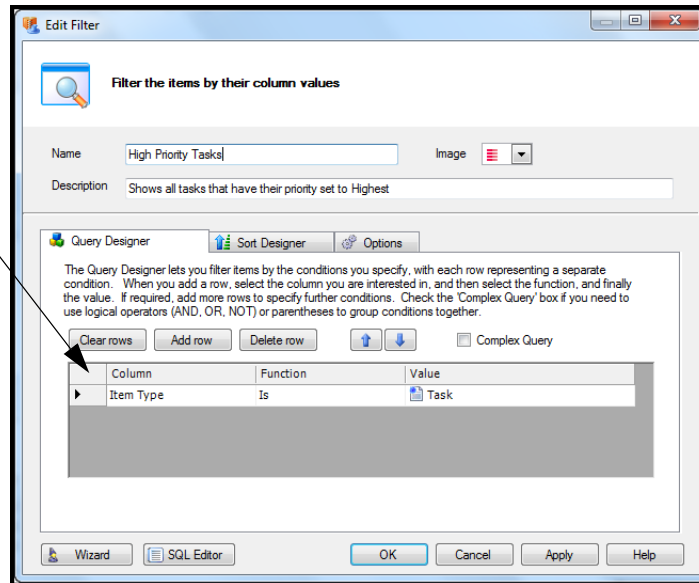 Edit Filter
Filter the items by their column values
Name High Priority Tasks Image
Description Shows all tasks that have their priority set to Highest
Query Designer Sort Designer Options
The Query Designer lets you filter items by the conditions you specify, with each row representing a separate
condition. When you add a row, select the column you are interested in, and then select the function, and finally
the value. If required, add more rows to specify further conditions. Check the 'Complex Query' box if you need to
use logical operators (AND, OR, NOT) or parentheses to group conditions together.
Clear rows Add row Delete row Complex Query
Column Function Value
Item Type Is Task
Wizard SQL Editor OK Cancel Apply Help